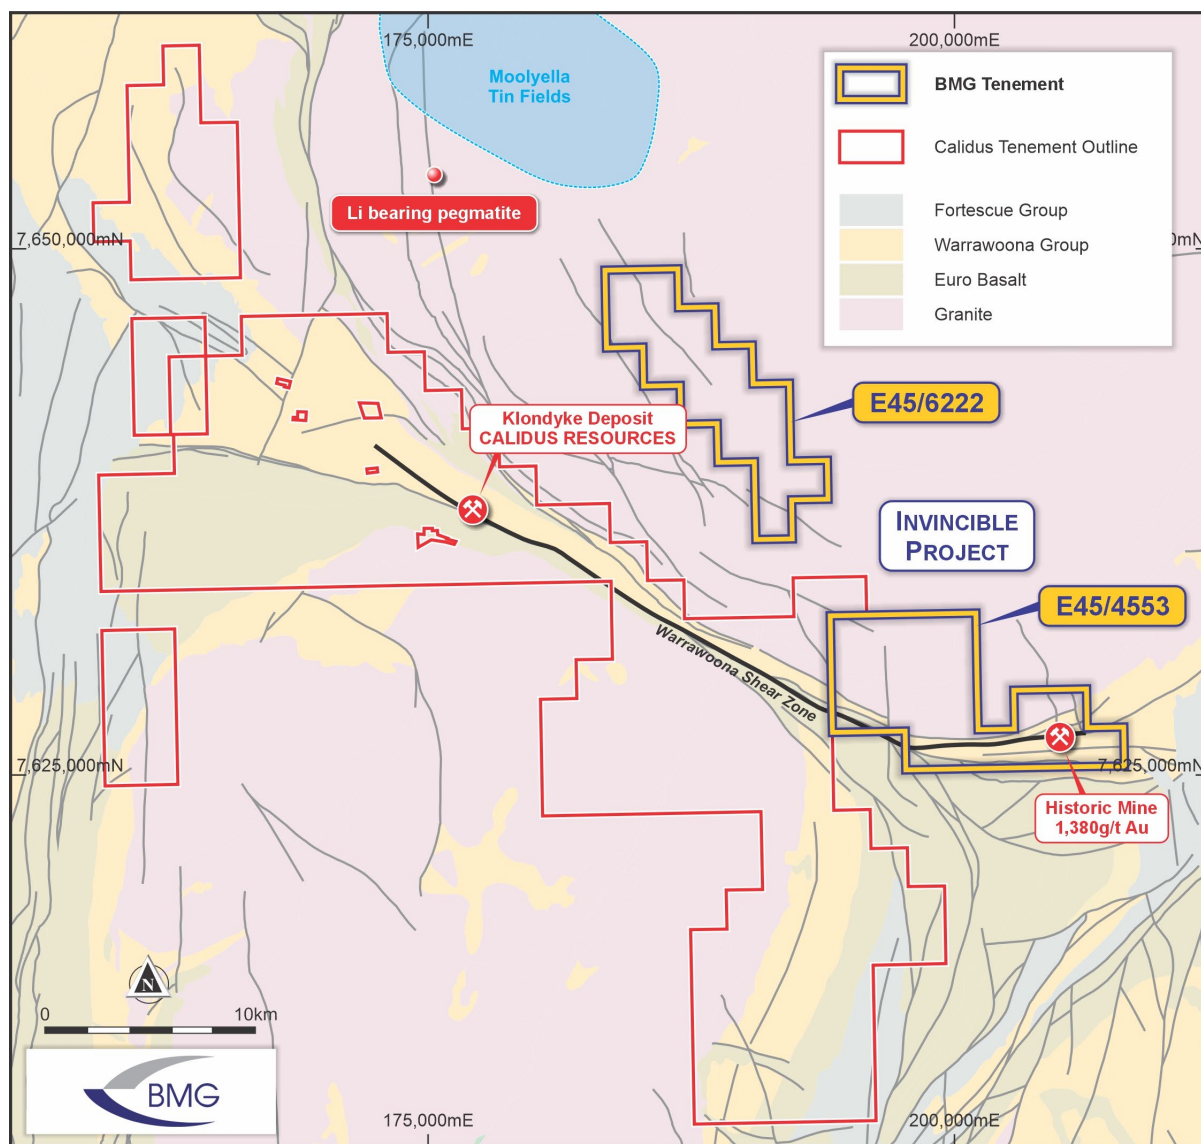 175,000mE
200,000mE
Moolyella
Tin Fields
BMG Tenement
Calidus Tenement Outline
Fortescue Group
Warrawoona Group
Euro Basalt
Granite
Li bearing pegmatite
7,650,000mN
0mN
E45/6222
Klondyke Deposit
CALIDUS RESOURCES
INVINCIBLE
PROJECT
E45/4553
Warrawoona Shear Zone
7,625,000mN
7,625,000mN
Historic Mine
1,380g/t Au
N
0
10km
BMG
175,000mE
200,000mE